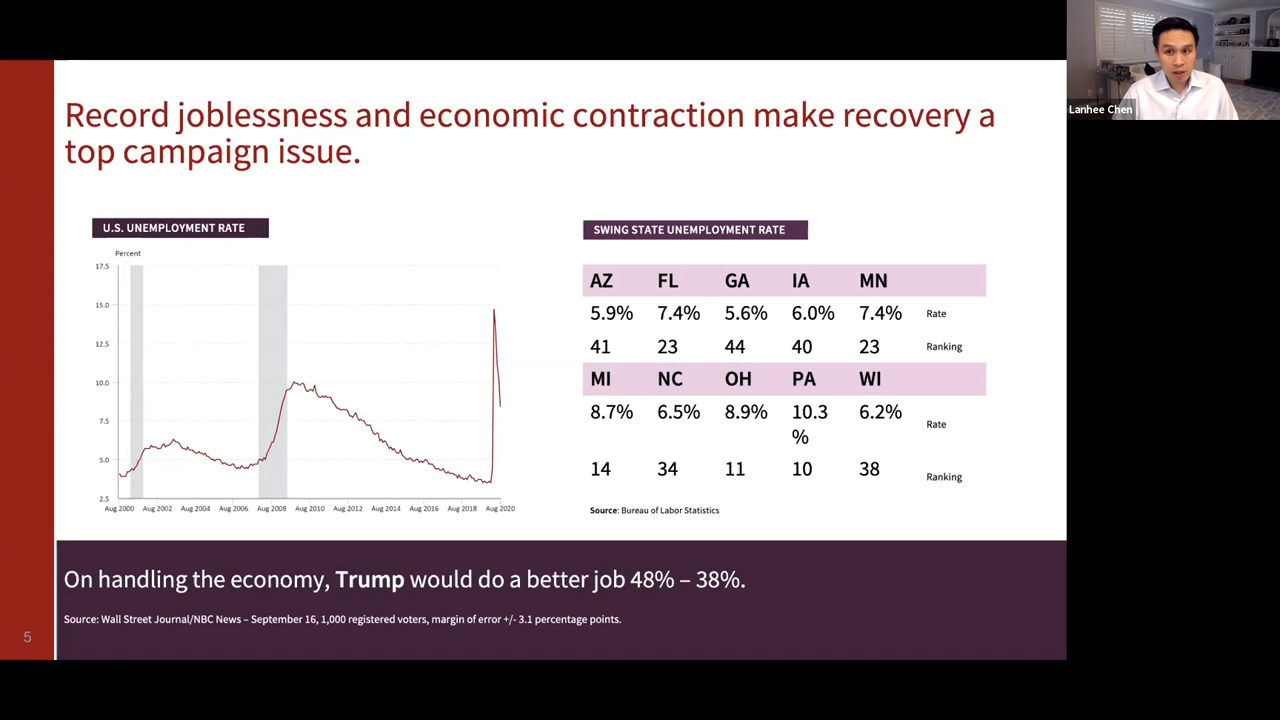 Lanhee Chen
Record joblessness and economic contraction make recovery a
top campaign issue.
U.S. UNEMPLOYMENT RATE
Percent
17.5
15.0
12.5
10.0
7.5
5.0
2.5
Aug 2000 Aug 2002 Aug 2004 Aug 2006 Aug 2008 Aug 2010 Aug 2012 Aug 2014 Aug 2016 Aug 2018 Aug 2020
SWING STATE UNEMPLOYMENT RATE
AZ FL GA IA MN
5.9% 7.4% 5.6% 6.0% 7.4% Rate
41 23 44 40 23 Ranking
MI NC OH PA WI
8.7% 6.5% 8.9% 10.3 6.2% Rate
%
14 34 11 10 38 Ranking
Source: Bureau of Labor Statistics
On handling the economy, Trump would do a better job 48% – 38%.
Source: Wall Street Journal/NBC News – September 16, 1,000 registered voters, margin of error +/- 3.1 percentage points.
5